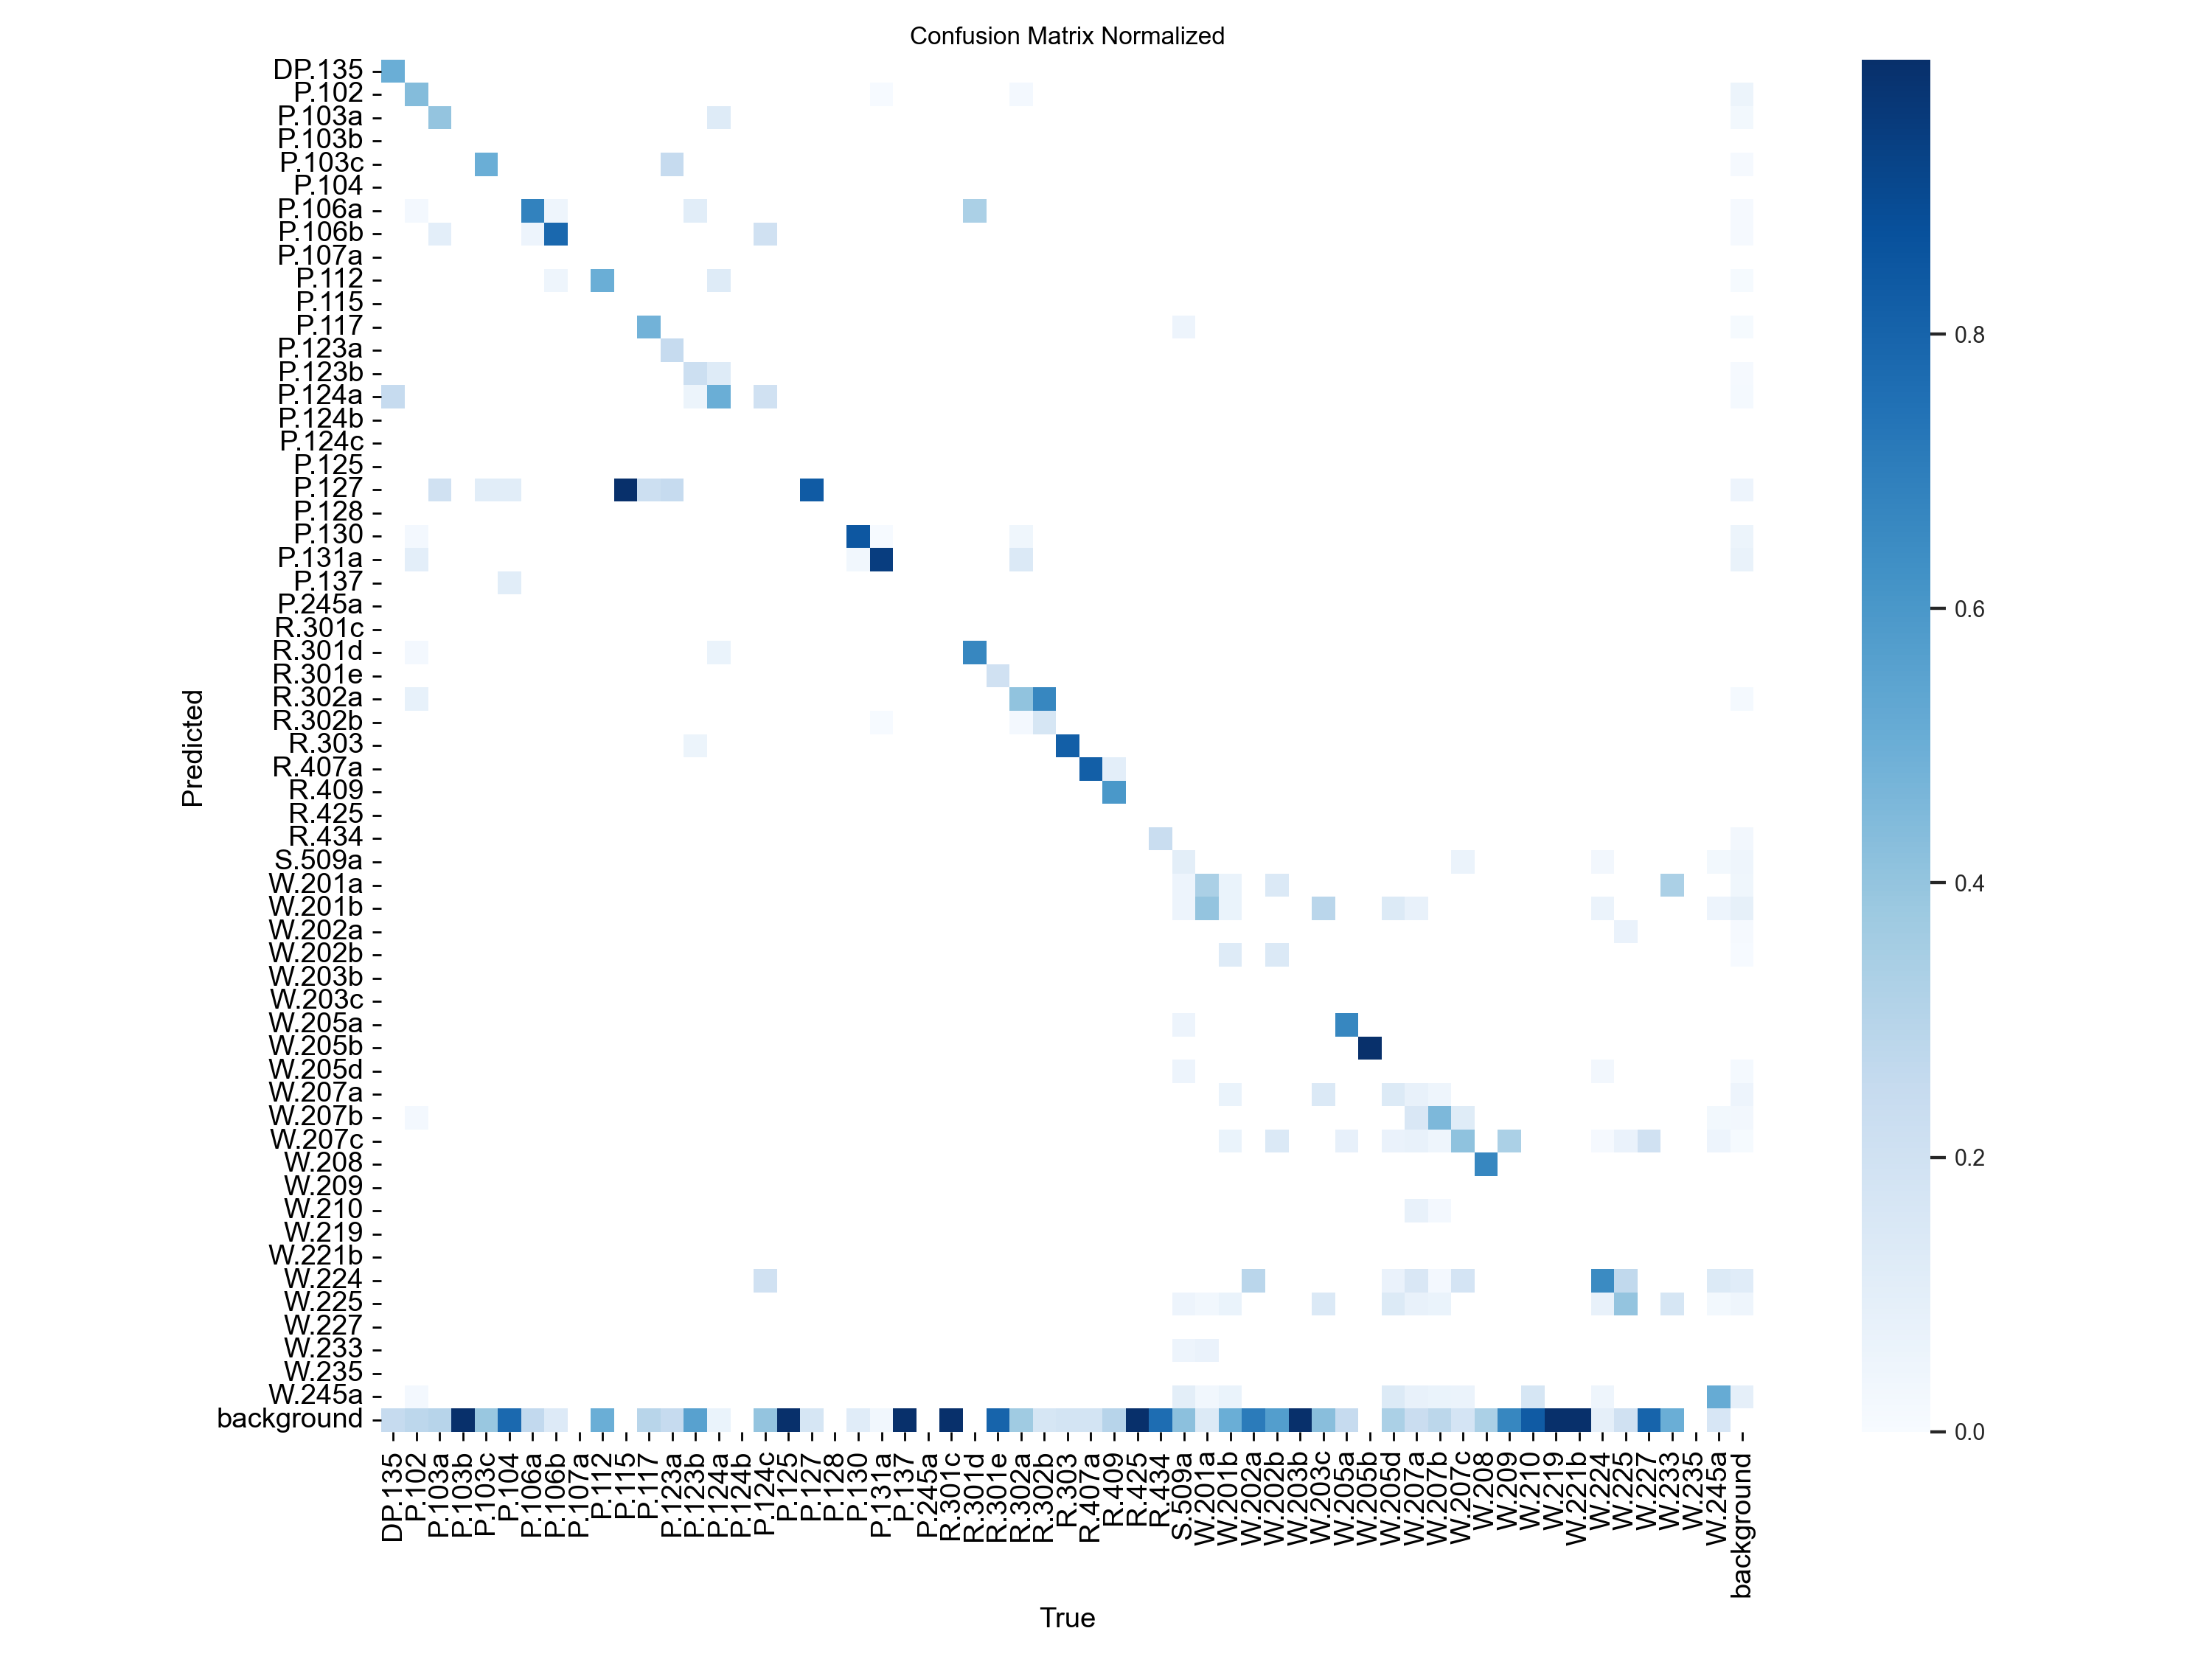 Confusion Matrix Normalized
DP.135
P.102
P.103a
P.103b
P.103c
P.104
P.106a
P.106b
P.107a
P.112
P.115
P.117
P.123a
P.123b
P.124a
P.124b
P.124c
P.125
P.127
P.128
P.130
P.131a
P.137
P.245a
R.301c
R.301d
R.301e
R.302a
R.302b
R.303
R.407a
R.409
R.425
R.434
S.509a
W.201a
W.201b
W.202a
W.202b
W.203b
W.203c
W.205a
W.205b
W.205d
W.207a
W.207b
W.207c
W.208
W.209
W.210
W.219
W.221b
W.224
W.225
W.227
W.233
W.235
W.245a
background
Predicted
DP.135
P.102
P.103a
P.103b
P.103c
P.104
P.106a
P.106b
P.107a
P.112
P.115
P.117
P.123a
P.123b
P.124a
P.124b
P.124c
P.125
P.127
P.128
P.130
P.131a
P.137
P.245a
R.301c
R.301d
R.301e
R.302a
R.302b
R.303
R.407a
R.409
R.425
R.434
S.509a
W.201a
W.201b
W.202a
W.202b
W.203b
W.203c
W.205a
W.205b
W.205d
W.207a
W.207b
W.207c
W.208
W.209
W.210
W.219
W.221b
W.224
W.225
W.227
W.233
W.235
W.245a
background
True
0.8
0.6
0.4
0.2
0.0